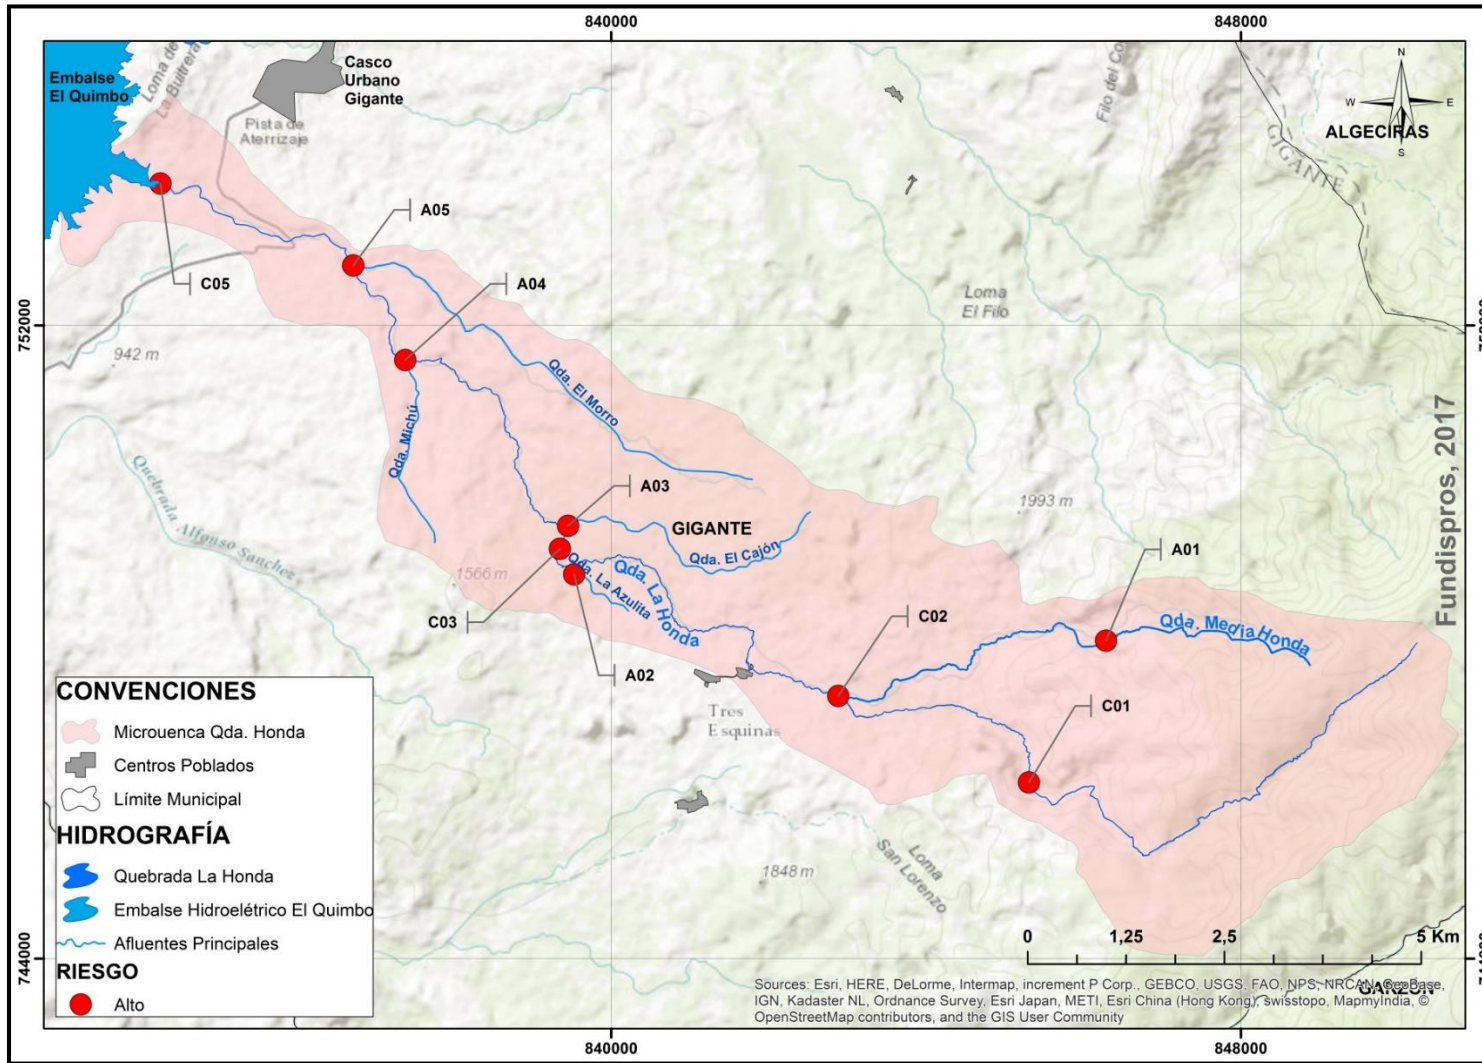 840000
848000
Embalse
El Quimbo
Loma de
La Buitrera
Casco
Urbano
Gigante
Pista de
Aterrizaje
Filo del Co
N
W
E
S
ALGECIRAS
GIGANTE
A05
C05
A04
752000
942 m
Loma
El Filo
Qda. El Morro
Qda. Michú
Quebrada Alfonso Sanchez
A03
GIGANTE
Qda. El Cajón
1993 m
A01
Fundispros, 2017
1566 m
Qda. La Azulita
Qda. La Honda
C03
A02
C02
Qda. Media Honda
C01
Tres
Esquinas
CONVENCIONES
Microuenca Qda. Honda
Centros Poblados
Límite Municipal
HIDROGRAFÍA
Quebrada La Honda
Embalse Hidroelétrico El Quimbo
Afluentes Principales
RIESGO
Alto
1848 m
Loma
San Lorenzo
0
1,25
2,5
5 Km
744000
GARZÓN
Sources: Esri, HERE, DeLorme, Intermap, increment P Corp., GEBCO, USGS, FAO, NPS, NRCAN, GeoBase,
IGN, Kadaster NL, Ordnance Survey, Esri Japan, METI, Esri China (Hong Kong), swisstopo, MapmyIndia, ©
OpenStreetMap contributors, and the GIS User Community
840000
848000